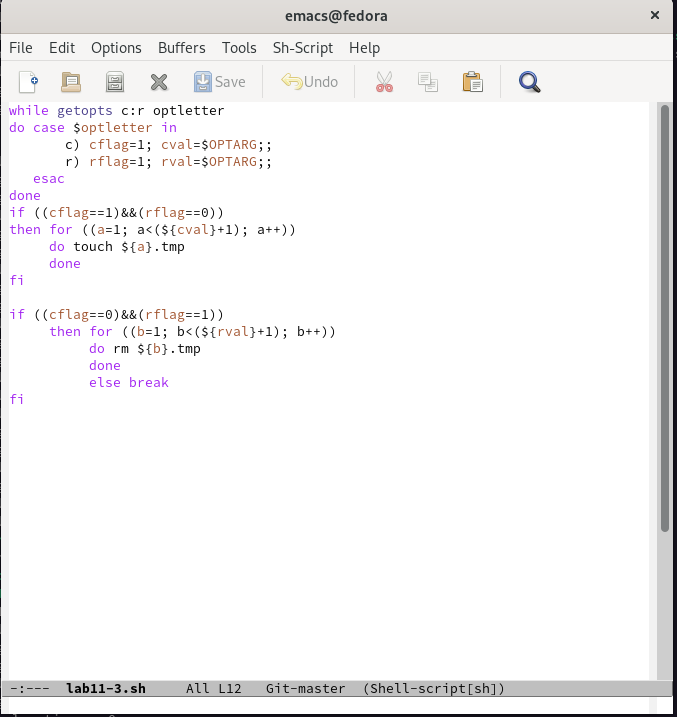 emacs@fedora ×
File Edit Options Buffers Tools Sh-Script Help
Save Undo
while getopts c:r optletter
do case $optletter in
       c) cflag=1; cval=$OPTARG;;
       r) rflag=1; rval=$OPTARG;;
   esac
done
if ((cflag==1)&&(rflag==0))
then for ((a=1; a<(${cval}+1); a++))
     do touch ${a}.tmp
     done
fi

if ((cflag==0)&&(rflag==1))
     then for ((b=1; b<(${rval}+1); b++))
          do rm ${b}.tmp
          done
          else break
fi
-:--- lab11-3.sh All L12 Git-master (Shell-script[sh])